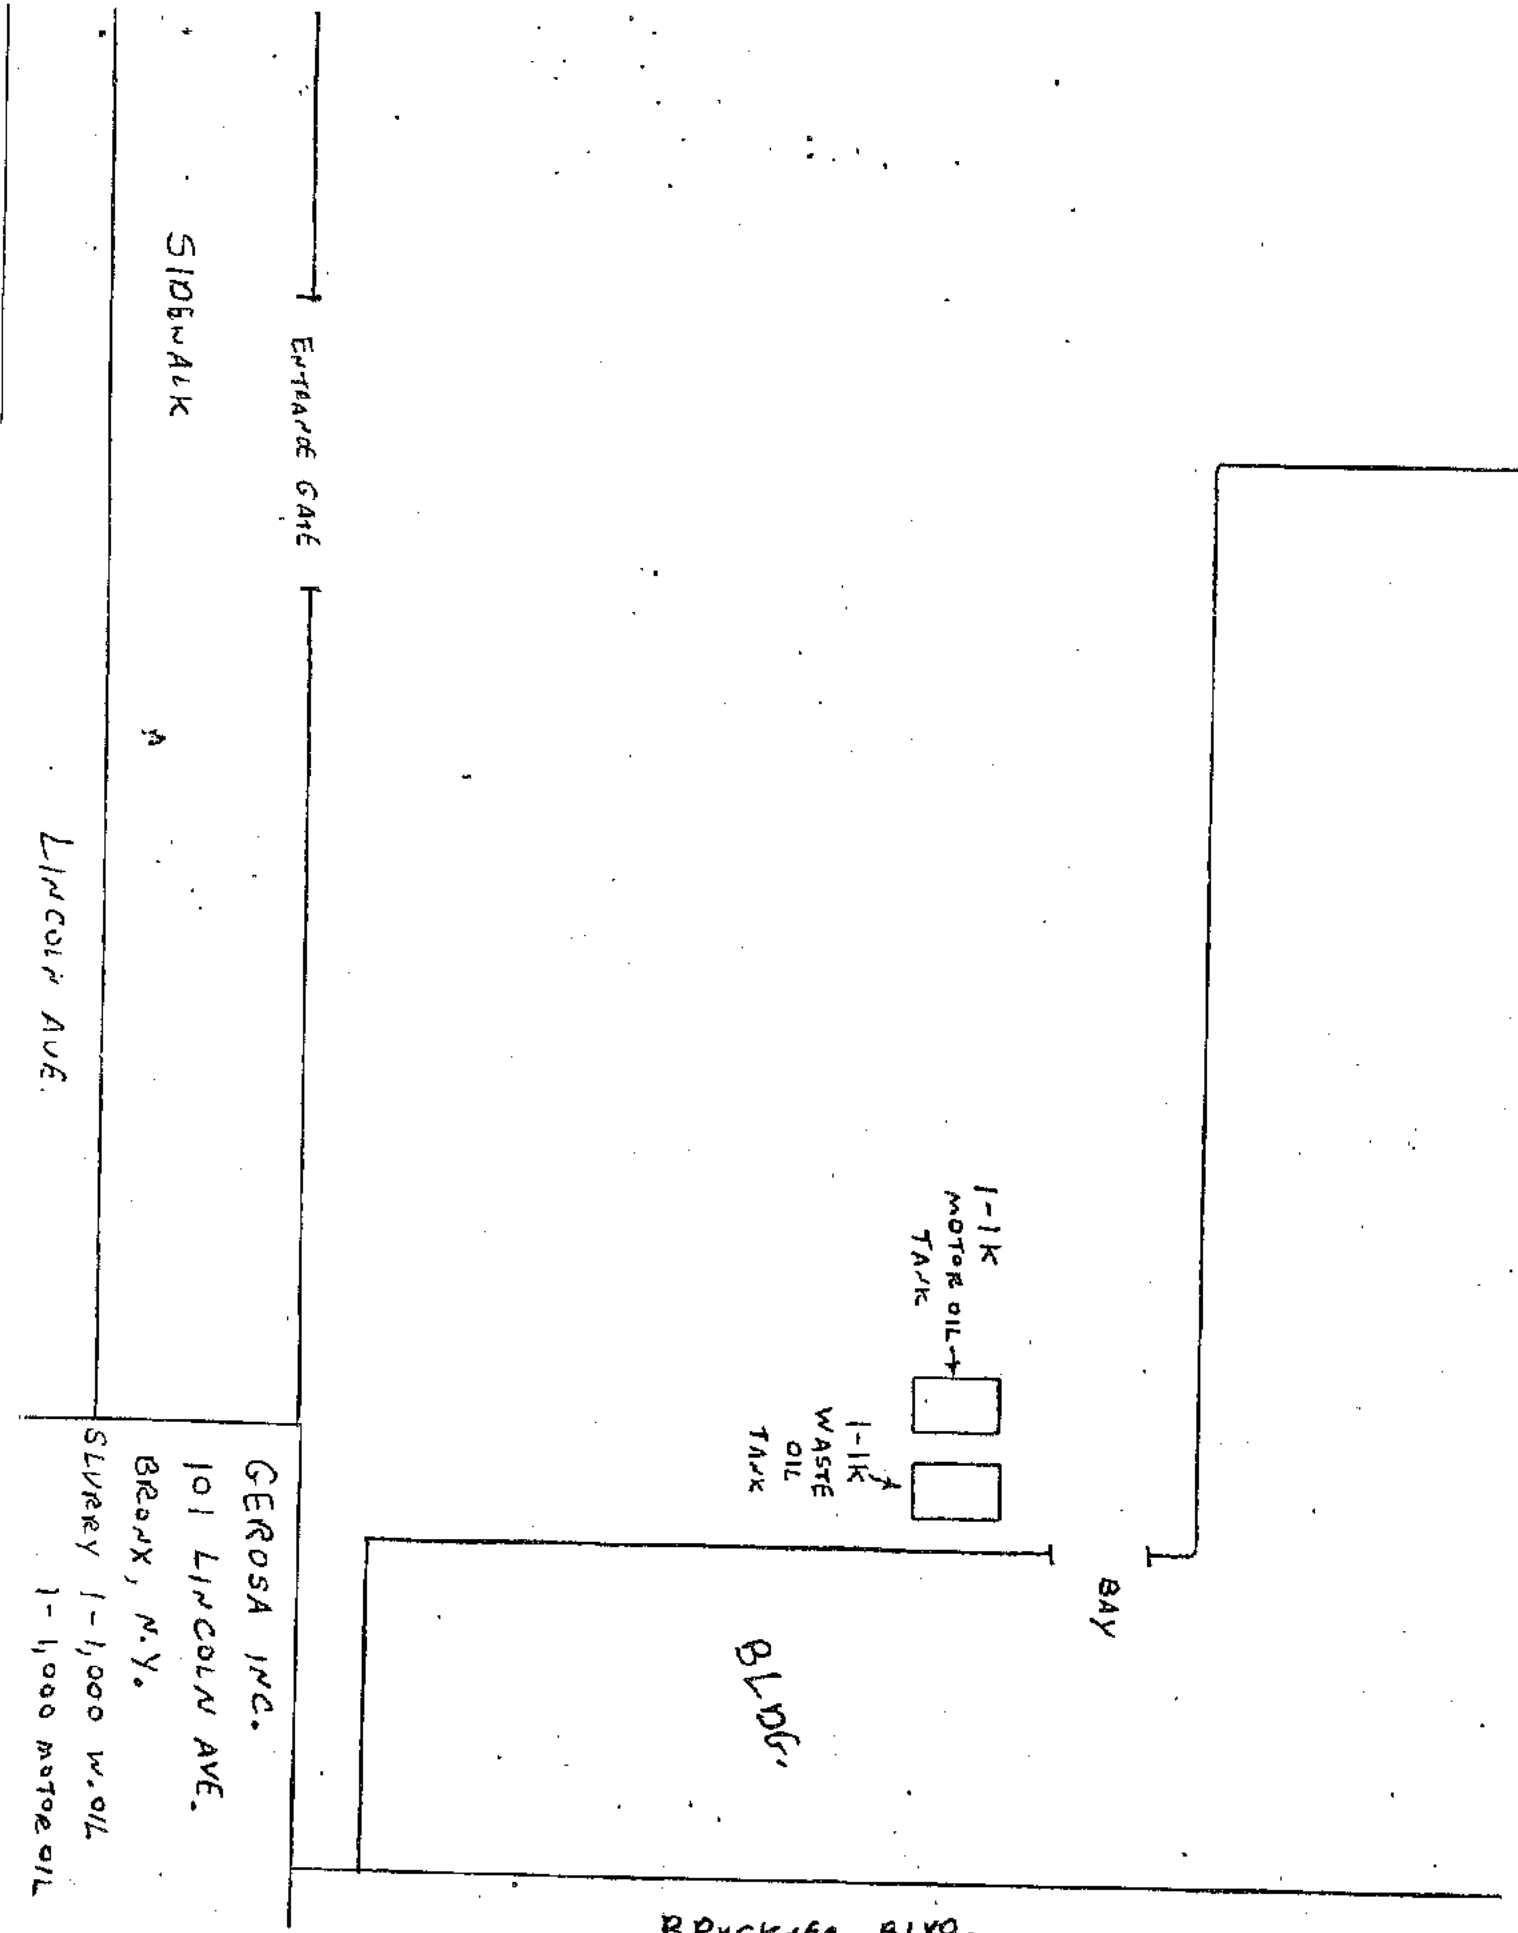 SIDEWALK
ENTRANCE GATE
LINCOLN AVE.
1-1K
MOTOR OIL
TANK
1-1K
WASTE
OIL
TANK
BAY
BLDG.
GEROSA INC.
101 LINCOLN AVE.
BRONX, N.Y.
SLURRY 1-1,000 W. OIL
1-1,000 MOTOR OIL
BLVD.